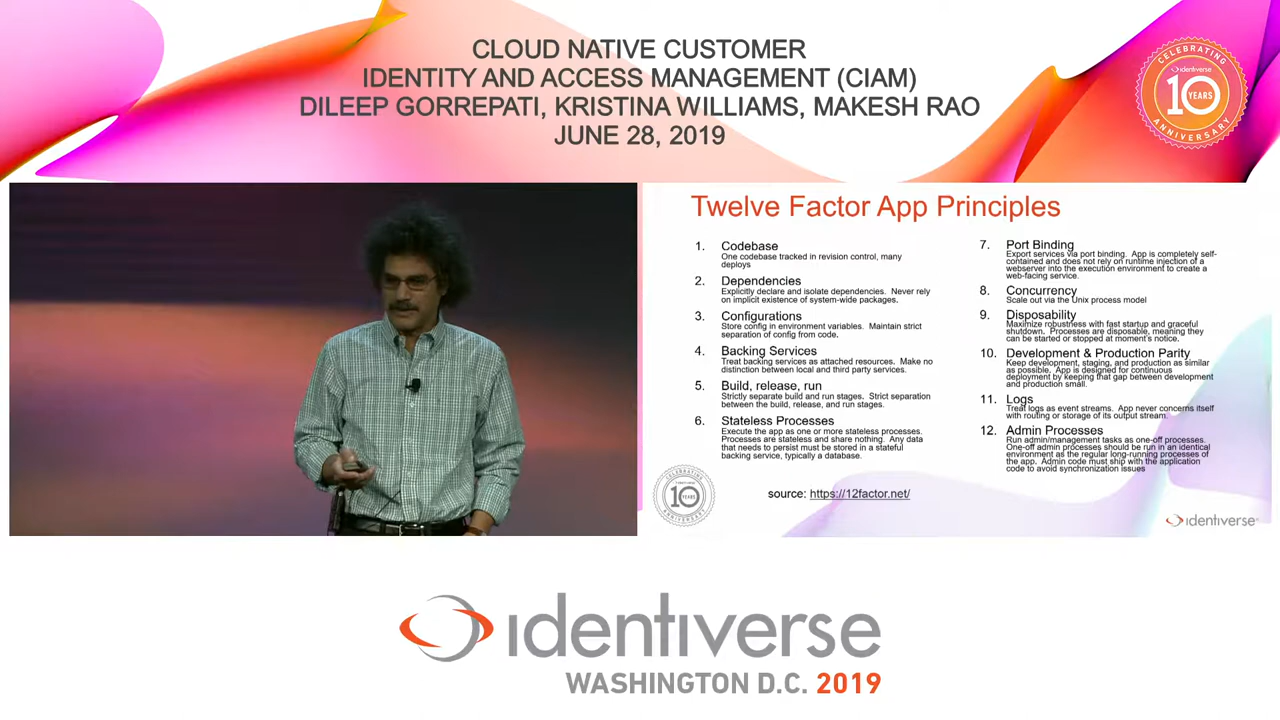 CLOUD NATIVE CUSTOMER
IDENTITY AND ACCESS MANAGEMENT (CIAM)
DILEEP GORREPATI, KRISTINA WILLIAMS, MAKESH RAO
JUNE 28, 2019
CELEBRATING
identiverse
10
YEARS
ANNIVERSARY
Twelve Factor App Principles
1. Codebase
One codebase tracked in revision control, many
deploys
2. Dependencies
Explicitly declare and isolate dependencies. Never rely
on implicit existence of system-wide packages.
3. Configurations
Store config in environment variables. Maintain strict
separation of config from code.
4. Backing Services
Treat backing services as attached resources. Make no
distinction between local and third party services.
5. Build, release, run
Strictly separate build and run stages. Strict separation
between the build, release, and run stages.
6. Stateless Processes
Execute the app as one or more stateless processes.
Processes are stateless and share nothing. Any data
that needs to persist must be stored in a stateful
backing service, typically a database.
7. Port Binding
Export services via port binding. App is completely self-
contained and does not rely on runtime injection of a
webserver into the execution environment to create a
web-facing service.
8. Concurrency
Scale out via the Unix process model
9. Disposability
Maximize robustness with fast startup and graceful
shutdown. Processes are disposable, meaning they
can be started or stopped at moment's notice.
10. Development & Production Parity
Keep development, staging, and production as similar
as possible. App is designed for continuous
deployment by keeping that gap between development
and production small.
11. Logs
Treat logs as event streams. App never concerns itself
with routing or storage of its output stream.
12. Admin Processes
Run admin/management tasks as one-off processes.
One-off admin processes should be run in an identical
environment as the regular long-running processes of
the app. Admin code must ship with the application
code to avoid synchronization issues
source: https://12factor.net/
CELEBRATING
identiverse
10
YEARS
ANNIVERSARY
identiverse
identiverse
WASHINGTON D.C. 2019